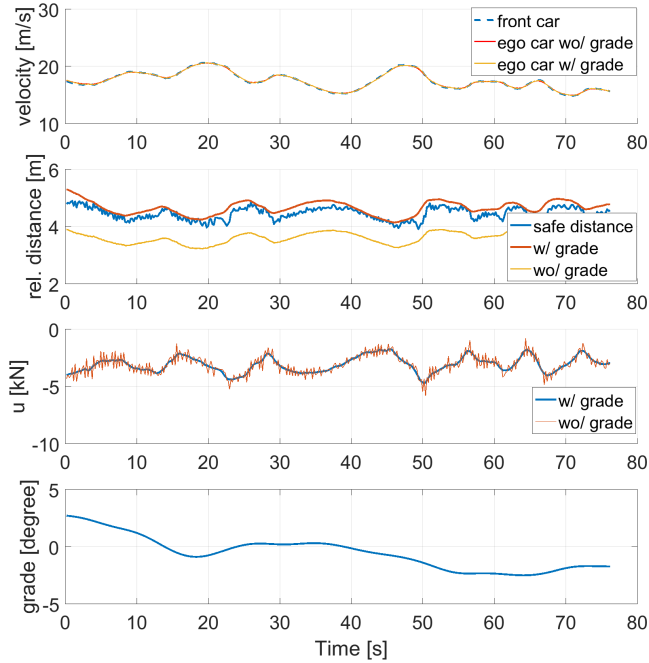 30
20
10
velocity [m/s]
front car
ego car wo/ grade
ego car w/ grade
0 10 20 30 40 50 60 70 80
6
4
2
rel. distance [m]
safe distance
w/ grade
wo/ grade
0 10 20 30 40 50 60 70 80
0
-5
-10
u [kN]
w/ grade
wo/ grade
0 10 20 30 40 50 60 70 80
5
0
-5
grade [degree]
0 10 20 30 40 50 60 70 80
Time [s]